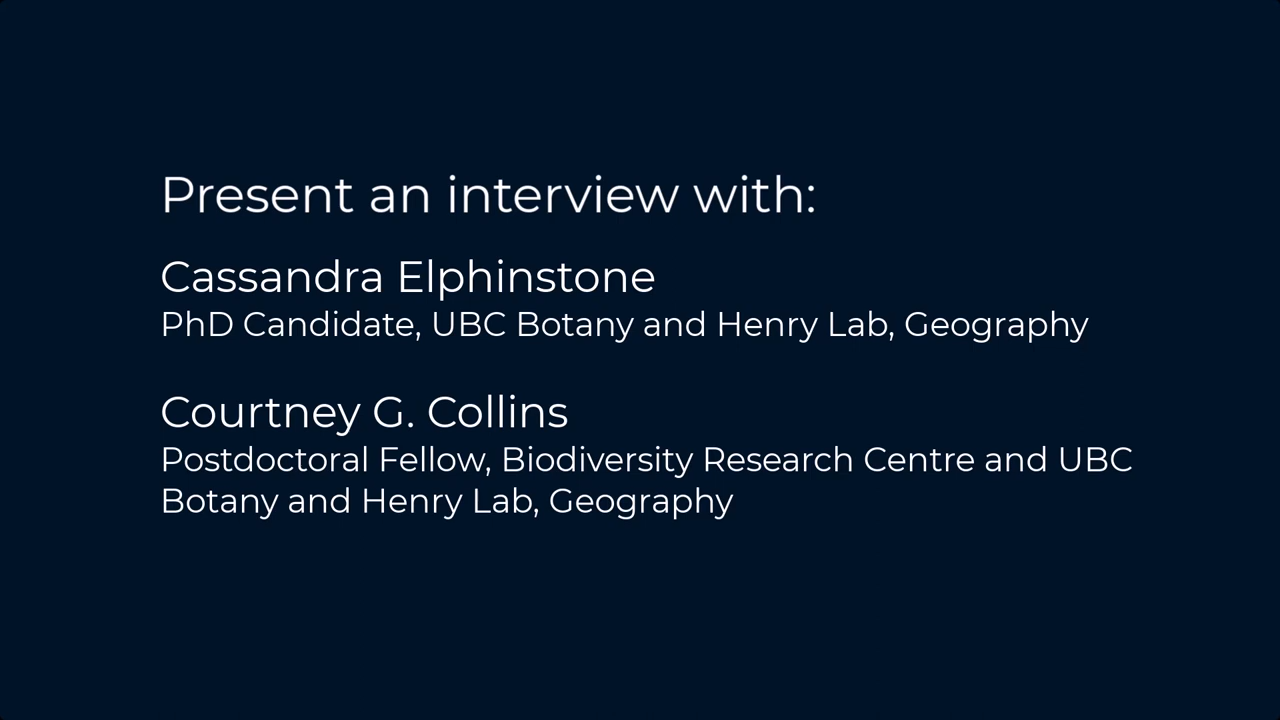 Present an interview with:
Cassandra Elphinstone
PhD Candidate, UBC Botany and Henry Lab, Geography
Courtney G. Collins
Postdoctoral Fellow, Biodiversity Research Centre and UBC
Botany and Henry Lab, Geography